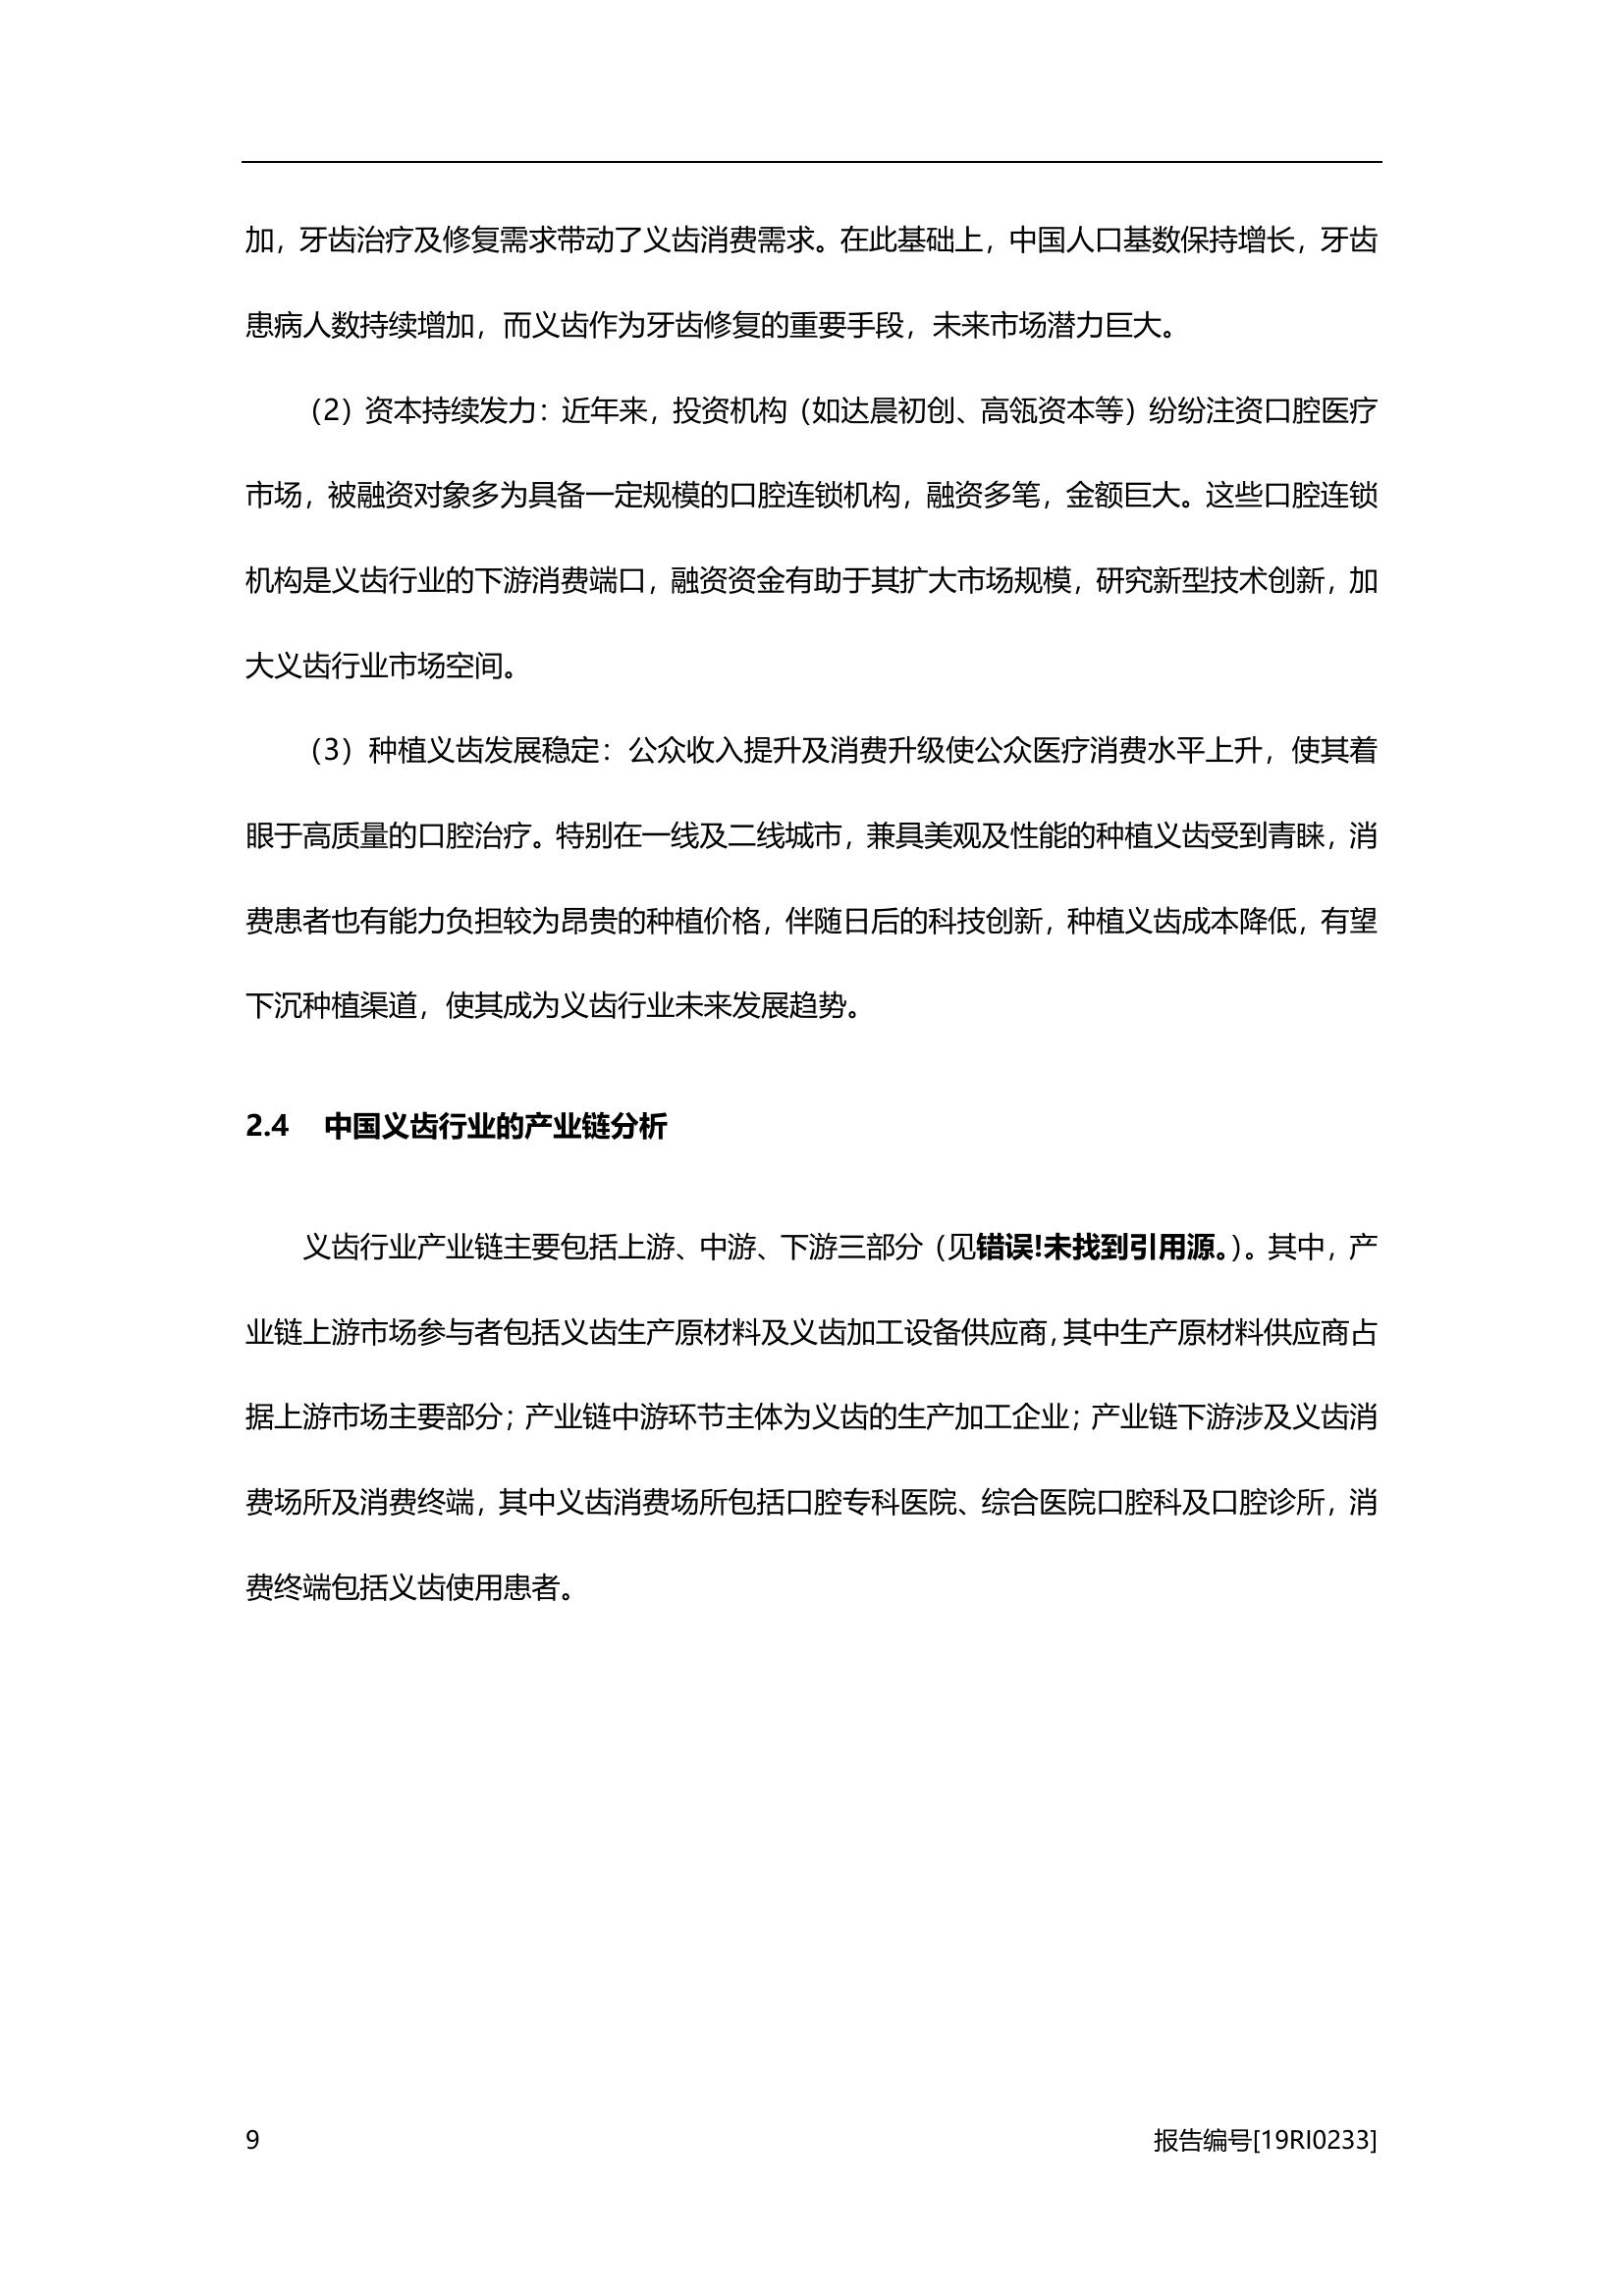 加，牙齿治疗及修复需求带动了义齿消费需求。在此基础上，中国人口基数保持增长，牙齿
患病人数持续增加，而义齿作为牙齿修复的重要手段，未来市场潜力巨大。
（2）资本持续发力：近年来，投资机构（如达晨初创、高瓴资本等）纷纷注资口腔医疗
市场，被融资对象多为具备一定规模的口腔连锁机构，融资多笔，金额巨大。这些口腔连锁
机构是义齿行业的下游消费端口，融资资金有助于其扩大市场规模，研究新型技术创新，加
大义齿行业市场空间。
（3）种植义齿发展稳定：公众收入提升及消费升级使公众医疗消费水平上升，使其着
眼于高质量的口腔治疗。特别在一线及二线城市，兼具美观及性能的种植义齿受到青睐，消
费患者也有能力负担较为昂贵的种植价格，伴随日后的科技创新，种植义齿成本降低，有望
下沉种植渠道，使其成为义齿行业未来发展趋势。
2.4 中国义齿行业的产业链分析
义齿行业产业链主要包括上游、中游、下游三部分（见错误!未找到引用源。）。其中，产
业链上游市场参与者包括义齿生产原材料及义齿加工设备供应商，其中生产原材料供应商占
据上游市场主要部分；产业链中游环节主体为义齿的生产加工企业；产业链下游涉及义齿消
费场所及消费终端，其中义齿消费场所包括口腔专科医院、综合医院口腔科及口腔诊所，消
费终端包括义齿使用患者。
9 报告编号[19RI0233]